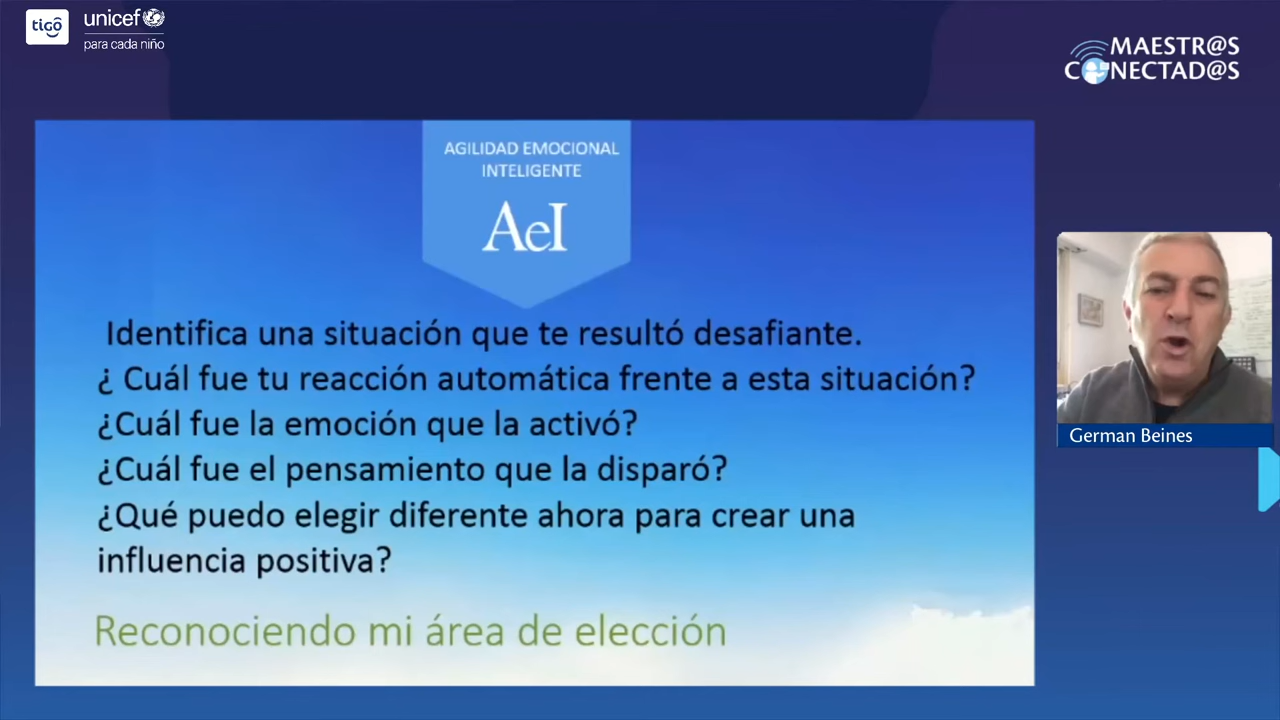 tigo
unicef
para cada niño
MAESTR@S
CONECTAD@S
AGILIDAD EMOCIONAL
INTELIGENTE
AeI
Identifica una situación que te resultó desafiante.
¿ Cuál fue tu reacción automática frente a esta situación?
¿Cuál fue la emoción que la activó?
¿Cuál fue el pensamiento que la disparó?
¿Qué puedo elegir diferente ahora para crear una
influencia positiva?
Reconociendo mi área de elección
German Beines